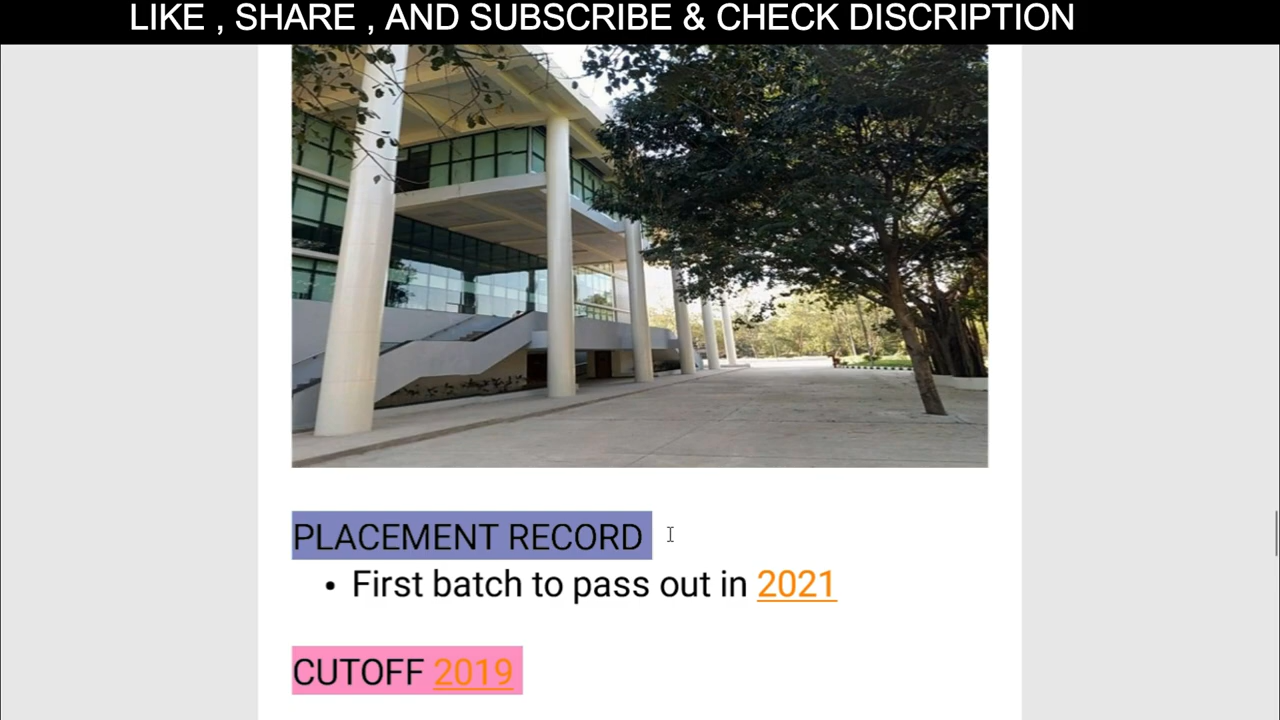 LIKE , SHARE , AND SUBSCRIBE & CHECK DISCRIPTION
PLACEMENT RECORD
• First batch to pass out in 2021
CUTOFF 2019